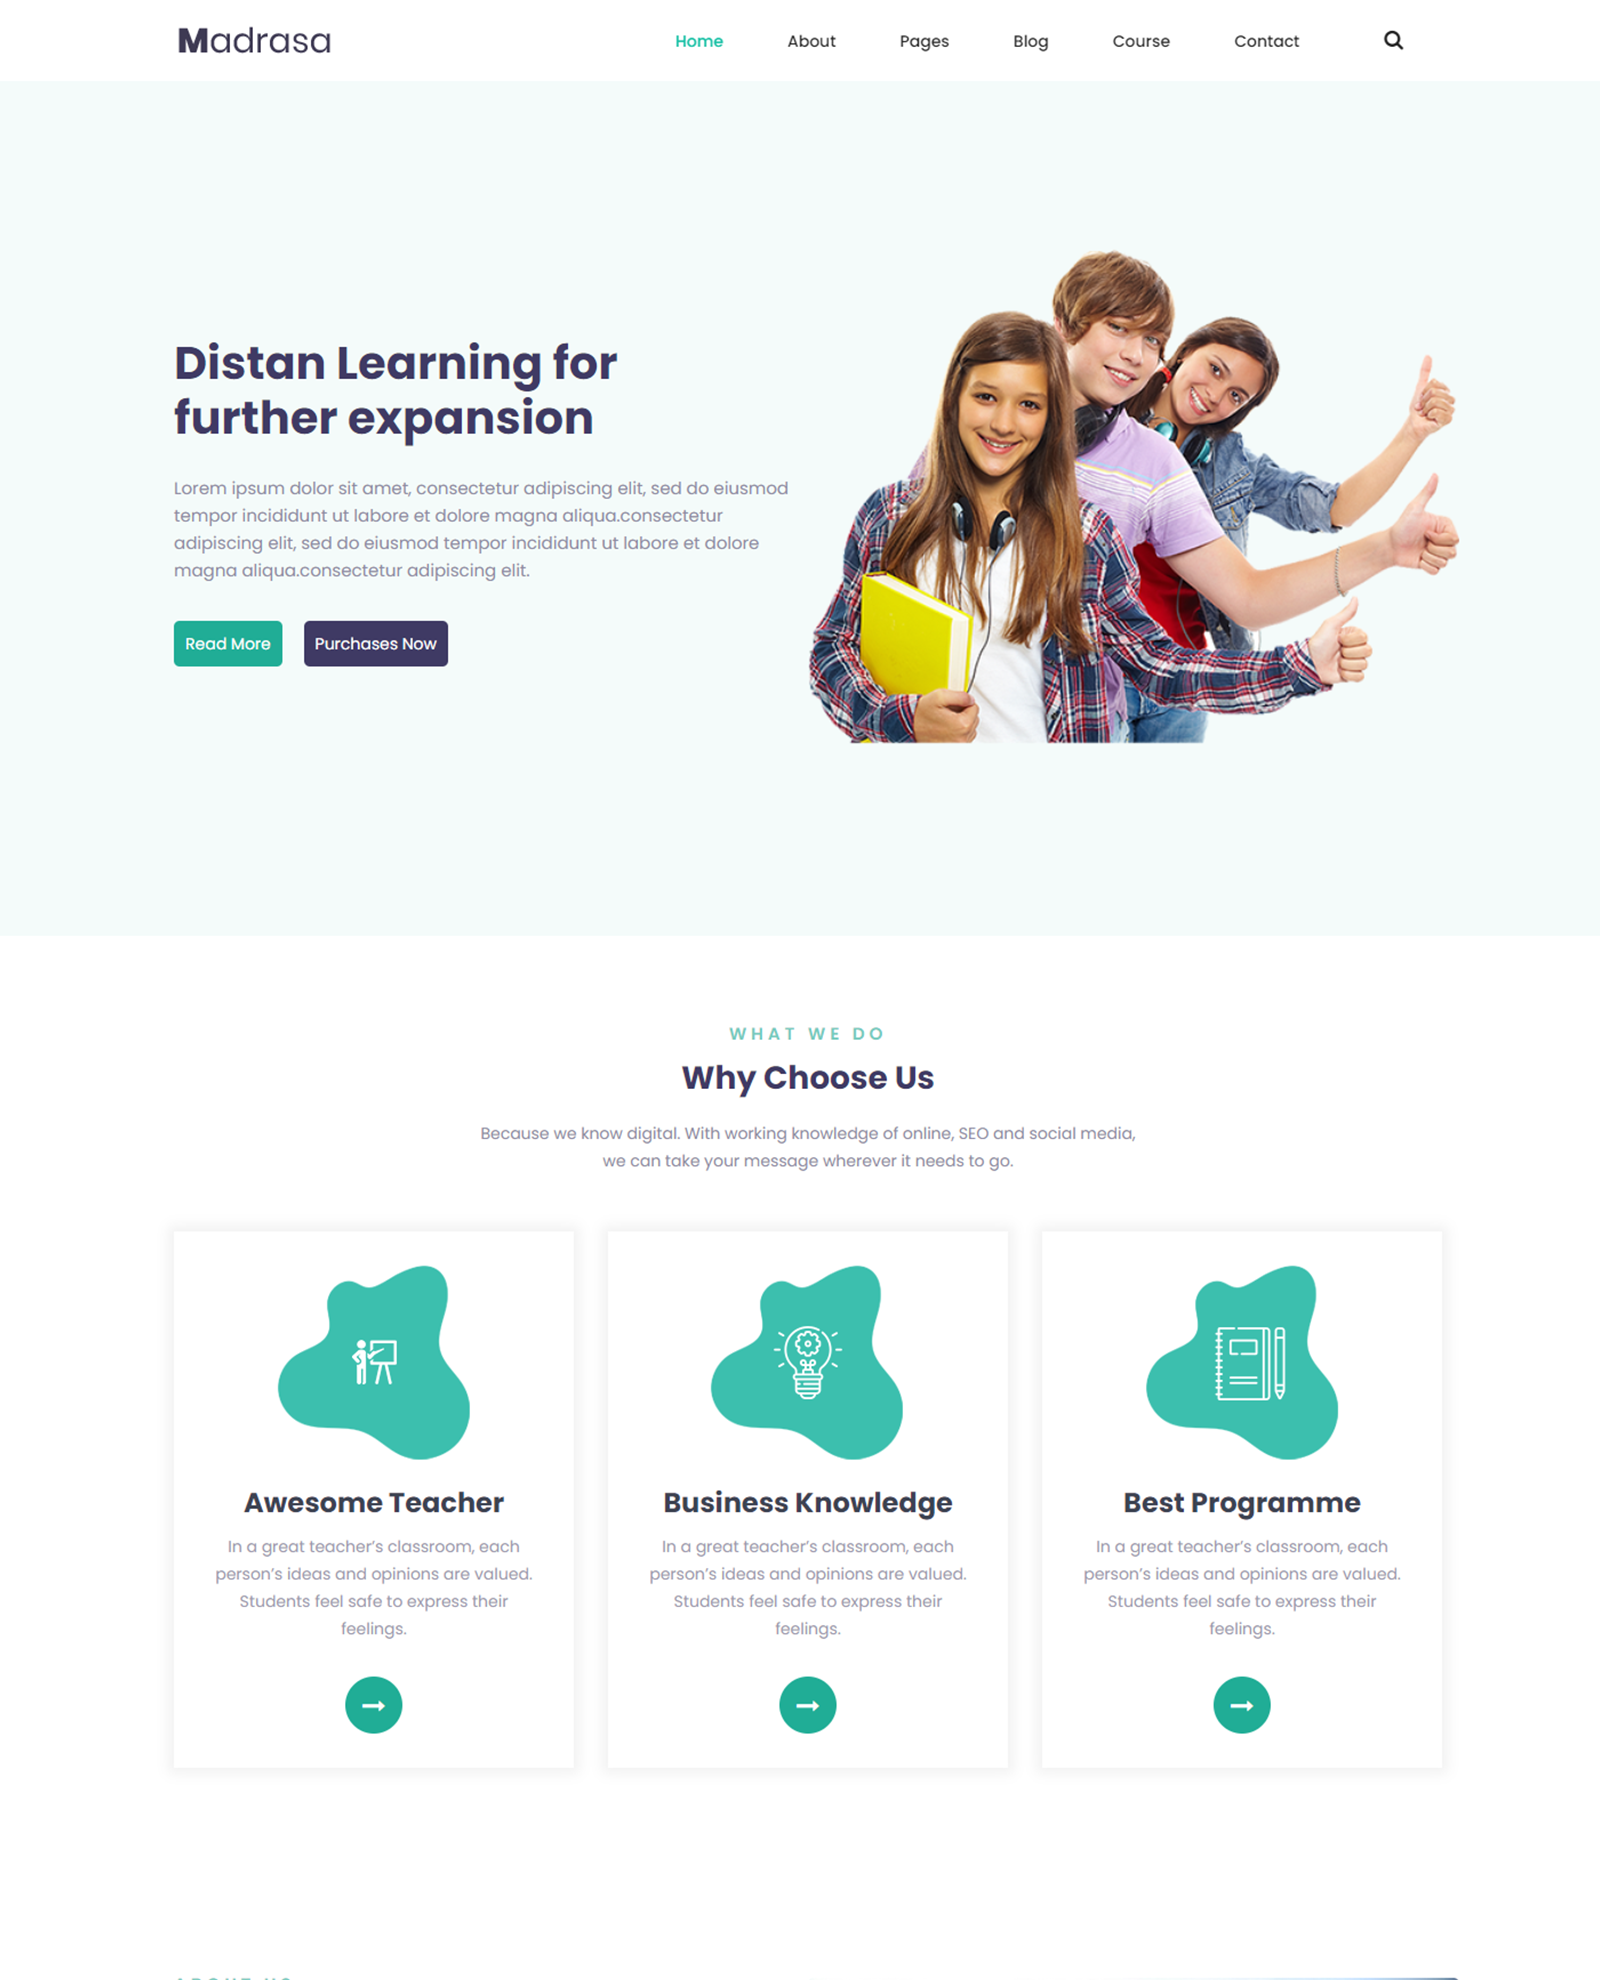 Madrasa
Home About Pages Blog Course Contact
Distan Learning for
further expansion
Lorem ipsum dolor sit amet, consectetur adipiscing elit, sed do eiusmod
tempor incididunt ut labore et dolore magna aliqua.consectetur
adipiscing elit, sed do eiusmod tempor incididunt ut labore et dolore
magna aliqua.consectetur adipiscing elit.
Read More Purchases Now
WHAT WE DO
Why Choose Us
Because we know digital. With working knowledge of online, SEO and social media,
we can take your message wherever it needs to go.
Awesome Teacher
In a great teacher's classroom, each
person's ideas and opinions are valued.
Students feel safe to express their
feelings.
Business Knowledge
In a great teacher's classroom, each
person's ideas and opinions are valued.
Students feel safe to express their
feelings.
Best Programme
In a great teacher's classroom, each
person's ideas and opinions are valued.
Students feel safe to express their
feelings.